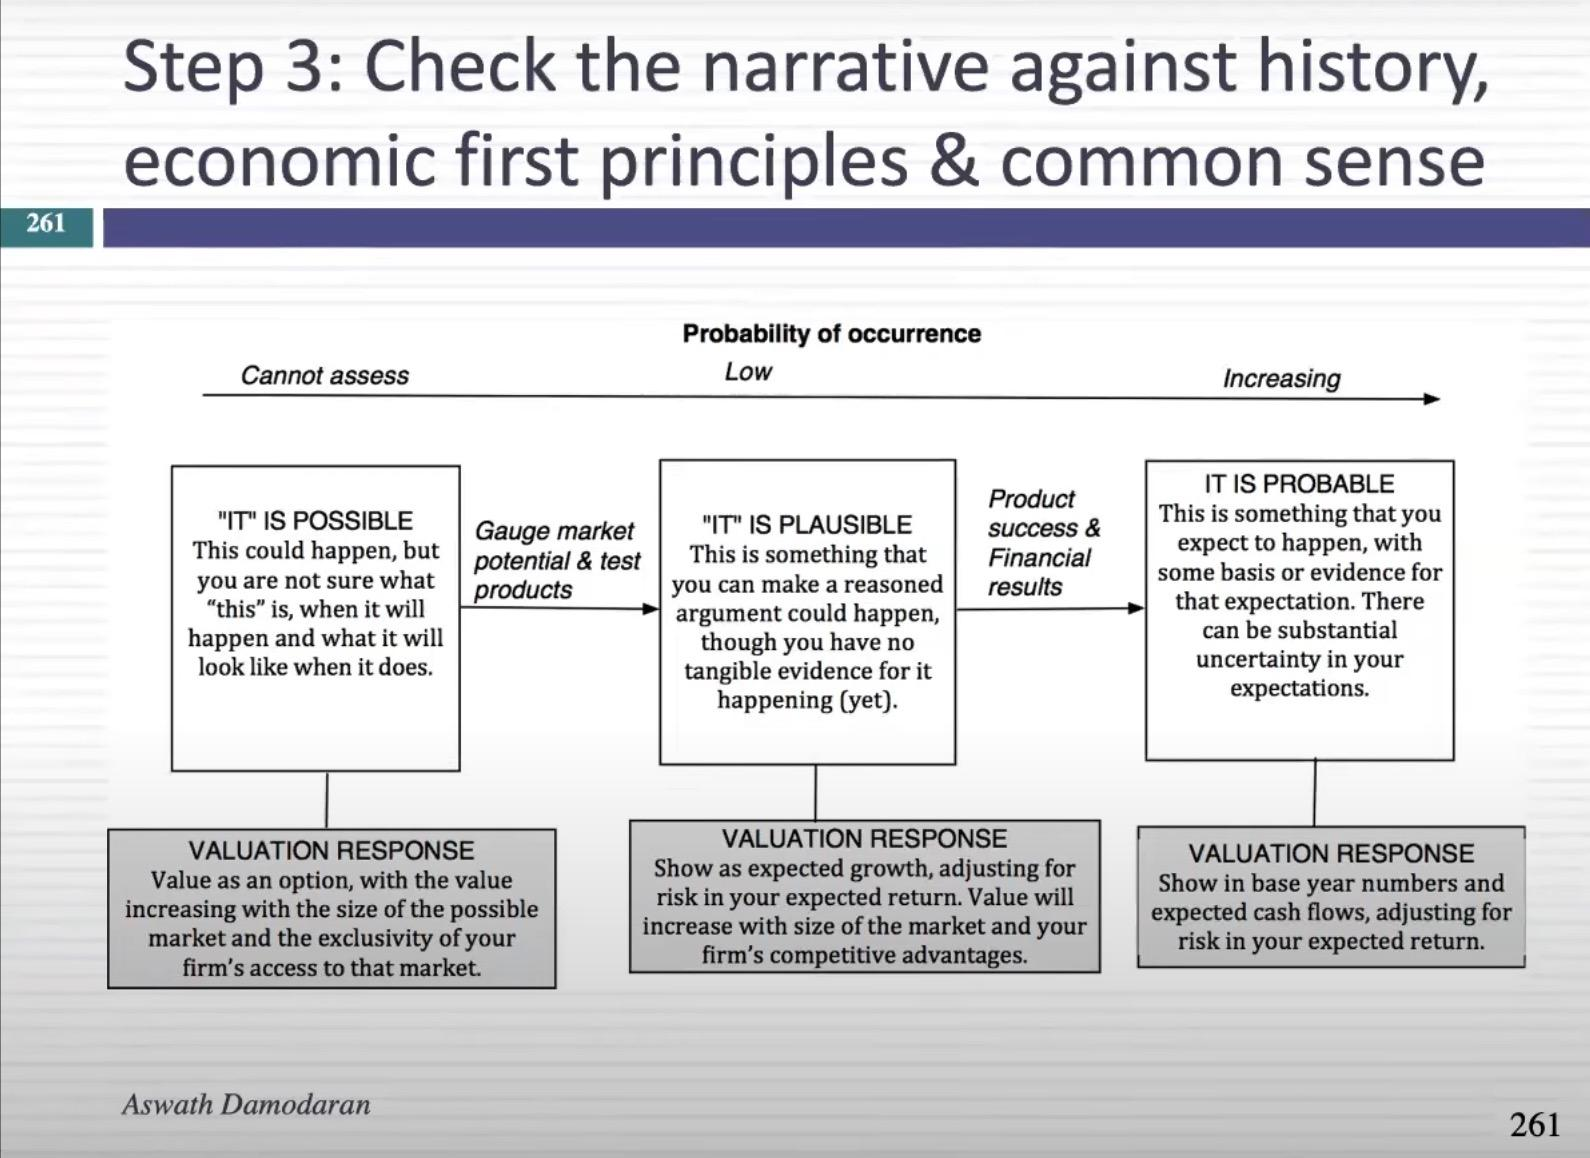 Step 3: Check the narrative against history,
economic first principles & common sense
261
Probability of occurrence
Cannot assess
Low
Increasing
"IT" IS POSSIBLE
This could happen, but
you are not sure what
“this” is, when it will
happen and what it will
look like when it does.
Gauge market
potential & test
products
"IT" IS PLAUSIBLE
This is something that
you can make a reasoned
argument could happen,
though you have no
tangible evidence for it
happening (yet).
Product
success &
Financial
results
IT IS PROBABLE
This is something that you
expect to happen, with
some basis or evidence for
that expectation. There
can be substantial
uncertainty in your
expectations.
VALUATION RESPONSE
Value as an option, with the value
increasing with the size of the possible
market and the exclusivity of your
firm’s access to that market.
VALUATION RESPONSE
Show as expected growth, adjusting for
risk in your expected return. Value will
increase with size of the market and your
firm’s competitive advantages.
VALUATION RESPONSE
Show in base year numbers and
expected cash flows, adjusting for
risk in your expected return.
Aswath Damodaran
261